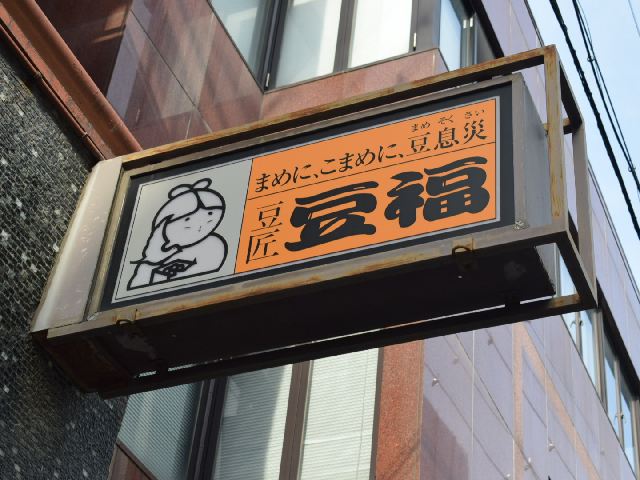 まめ そく さい
まめに、こまめに、豆息災
豆匠
豆福